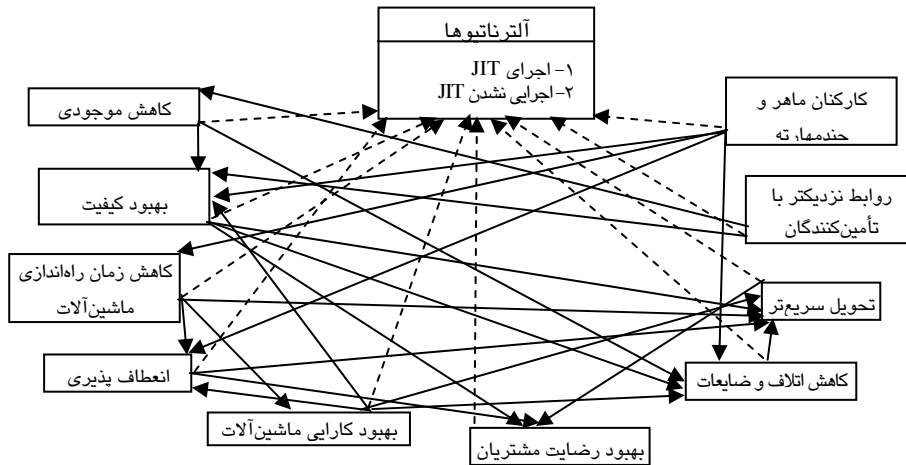 آلترناتیوها
۱- اجرای JIT
۲- اجرایی نشدن JIT
کارکنان ماهر و
چندمهارته
کاهش موجودی
بهبود کیفیت
روابط نزدیکتر با
تأمین‌کنندگان
کاهش زمان راه‌اندازی
ماشین‌آلات
تحویل سریع‌تر
انعطاف پذیری
کاهش اتلاف و ضایعات
بهبود کارایی ماشین‌آلات
بهبود رضایت مشتریان